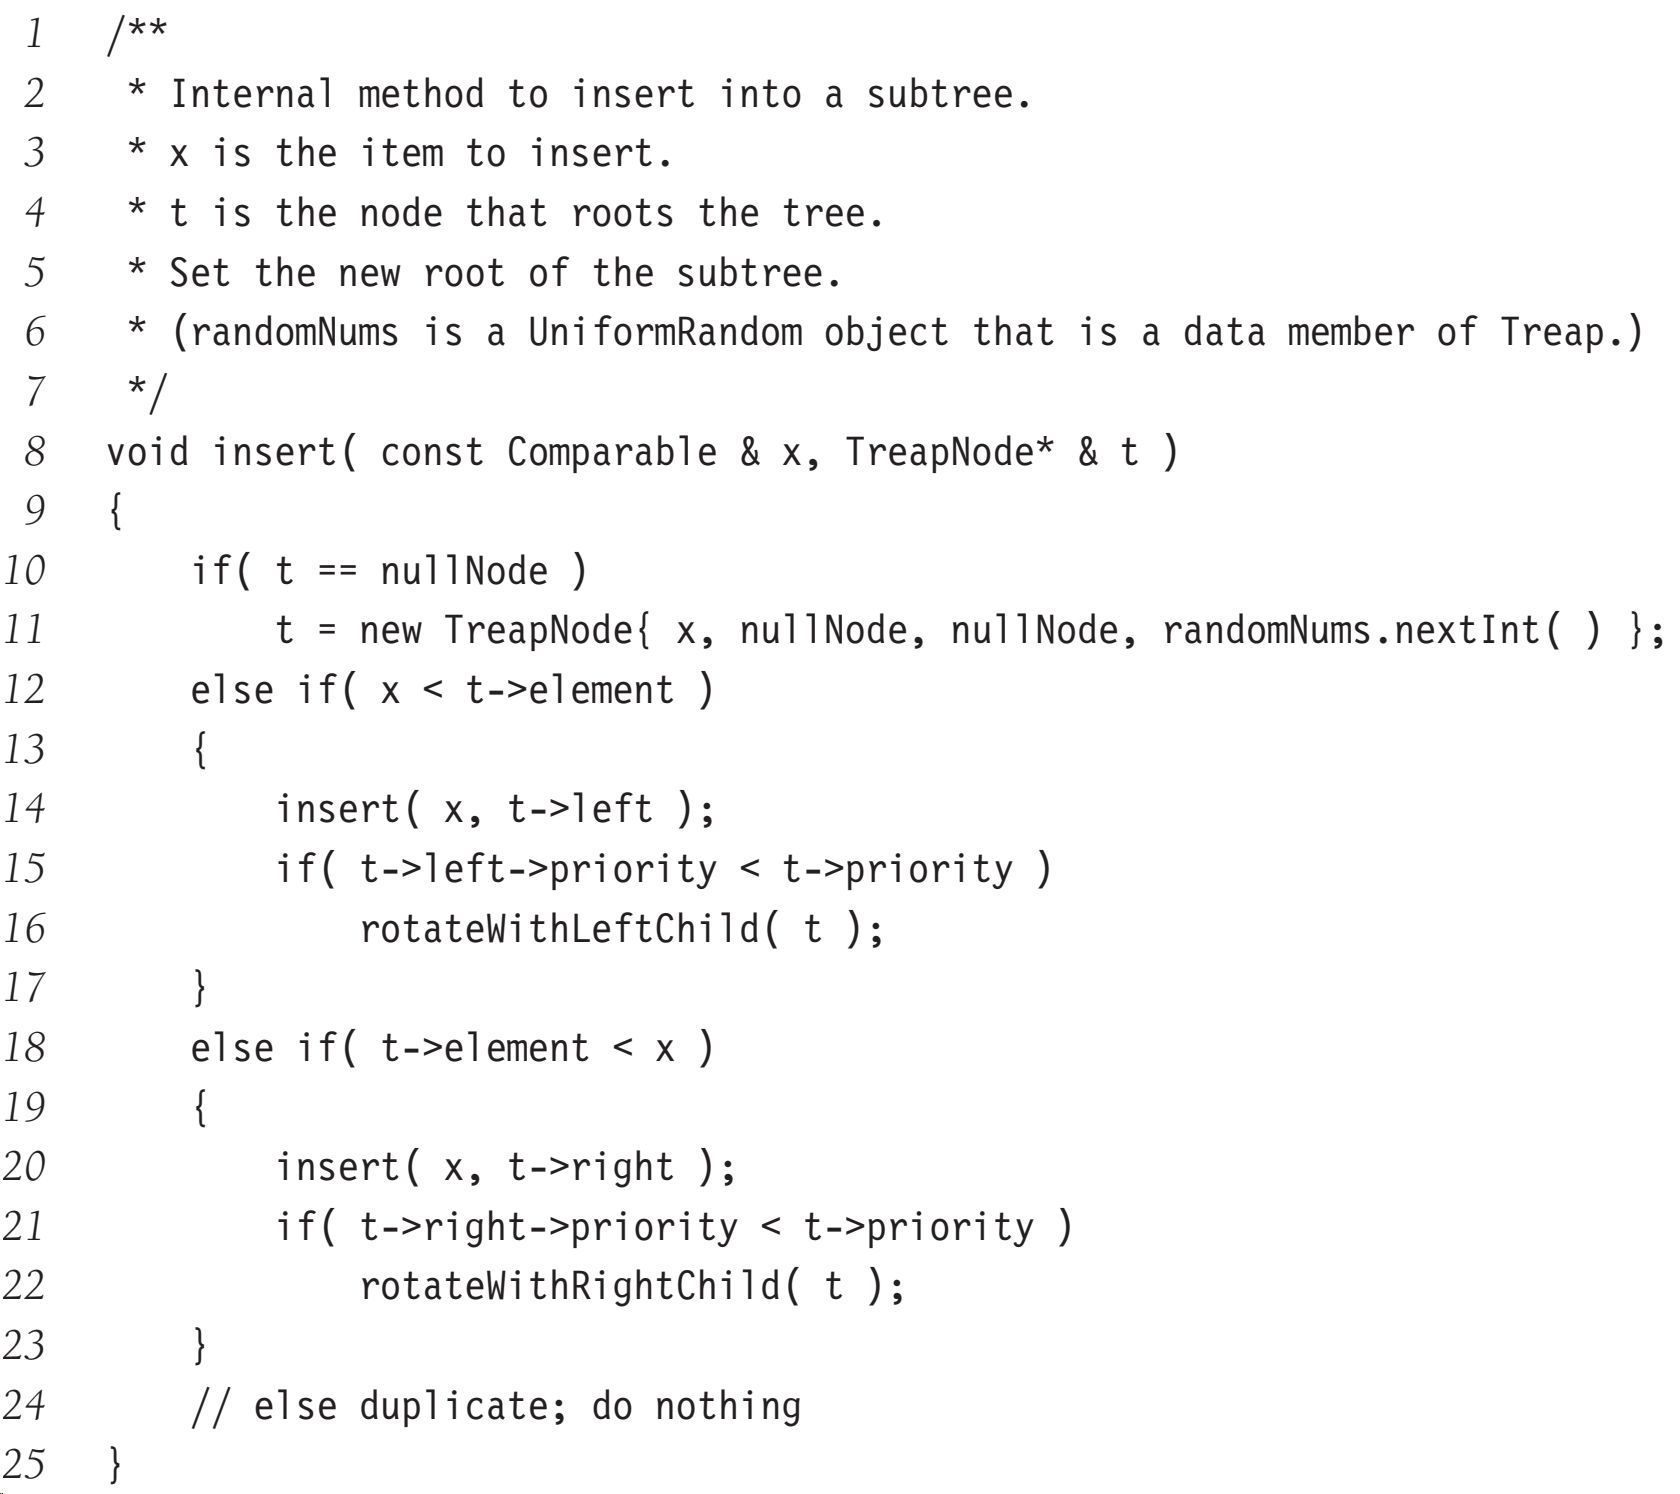 1 /**
2  * Internal method to insert into a subtree.
3  * x is the item to insert.
4  * t is the node that roots the tree.
5  * Set the new root of the subtree.
6  * (randomNums is a UniformRandom object that is a data member of Treap.)
7  */
8 void insert( const Comparable & x, TreapNode* & t )
9 {
10     if( t == nullNode )
11         t = new TreapNode{ x, nullNode, nullNode, randomNums.nextInt( ) };
12     else if( x < t->element )
13     {
14         insert( x, t->left );
15         if( t->left->priority < t->priority )
16             rotateWithLeftChild( t );
17     }
18     else if( t->element < x )
19     {
20         insert( x, t->right );
21         if( t->right->priority < t->priority )
22             rotateWithRightChild( t );
23     }
24     // else duplicate; do nothing
25 }